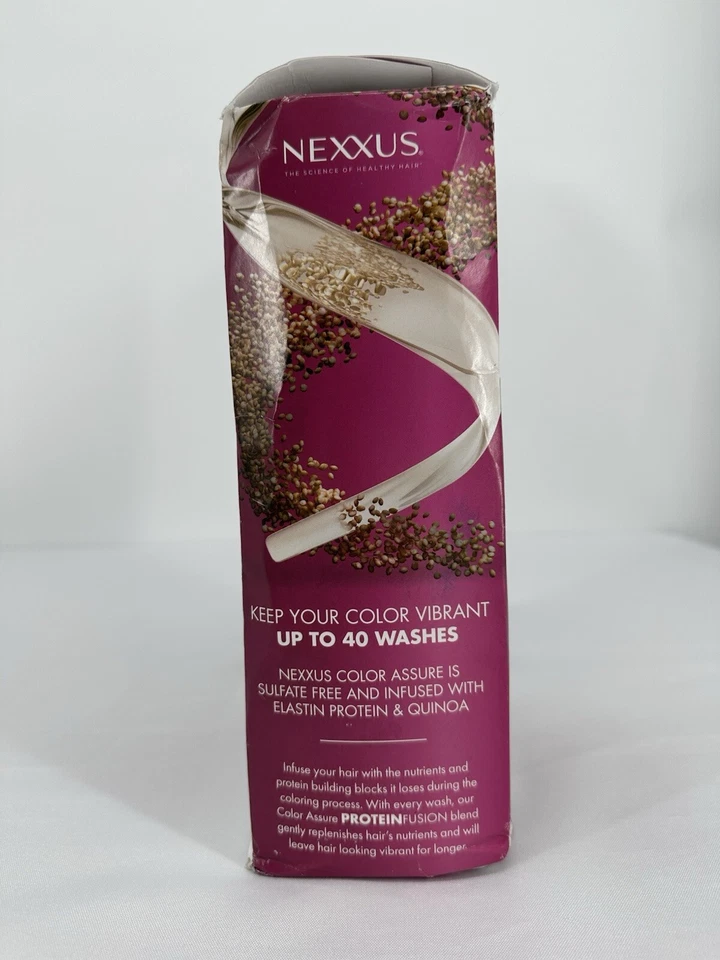 NEXXUS®
THE SCIENCE OF HEALTHY HAIR™
KEEP YOUR COLOR VIBRANT
UP TO 40 WASHES
NEXXUS COLOR ASSURE IS
SULFATE FREE AND INFUSED WITH
ELASTIN PROTEIN & QUINOA
Infuse your hair with the nutrients and
protein building blocks it loses during the
coloring process. With every wash, our
Color Assure PROTEINFUSION blend
gently replenishes hair's nutrients and will
leave hair looking vibrant for longer.